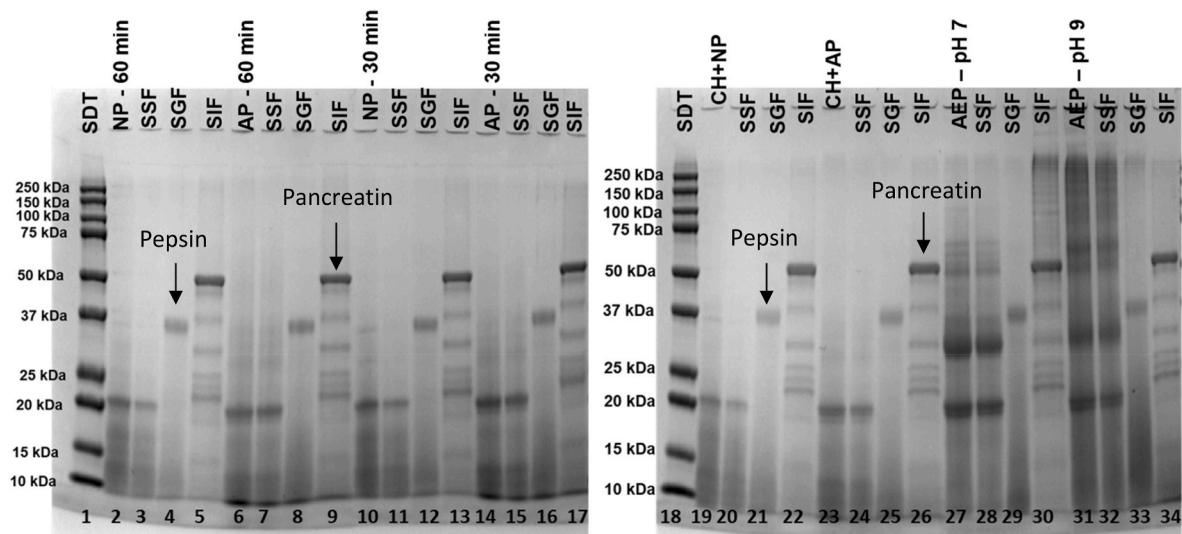 SDT NP - 60 min SSF SGF SIF AP - 60 min SSF SGF SIF NP - 30 min SSF SGF SIF AP - 30 min SSF SGF SIF
250 kDa
150 kDa
100 kDa
75 kDa
50 kDa
37 kDa
25 kDa
20 kDa
15 kDa
10 kDa
Pepsin
Pancreatin
1 2 3 4 5 6 7 8 9 10 11 12 13 14 15 16 17
SDT CH+NP SSF SGF SIF CH+AP SSF SGF SIF AEP – pH 7 SSF SGF SIF AEP – pH 9 SSF SGF SIF
250 kDa
150 kDa
100 kDa
75 kDa
50 kDa
37 kDa
25 kDa
20 kDa
15 kDa
10 kDa
Pepsin
Pancreatin
18 19 20 21 22 23 24 25 26 27 28 29 30 31 32 33 34